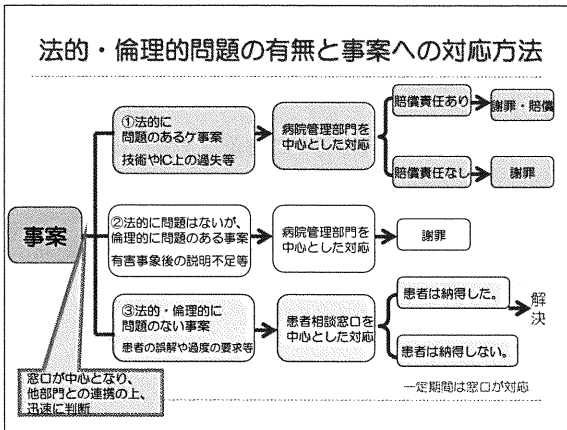 法的・倫理的問題の有無と事案への対応方法
事案
①法的に
問題のあるケ事案
技術やIC上の過失等
病院管理部門を
中心とした対応
賠償責任あり
謝罪・賠償
賠償責任なし
謝罪
②法的に問題はないが、
倫理的に問題のある事案
有害事象後の説明不足等
病院管理部門を
中心とした対応
謝罪
③法的・倫理的に
問題のない事案
患者の誤解や過度の要求等
患者相談窓口を
中心とした対応
患者は納得した。
解決
患者は納得しない。
一定期間は窓口が対応
窓口が中心となり、
他部門との連携の上、
迅速に判断